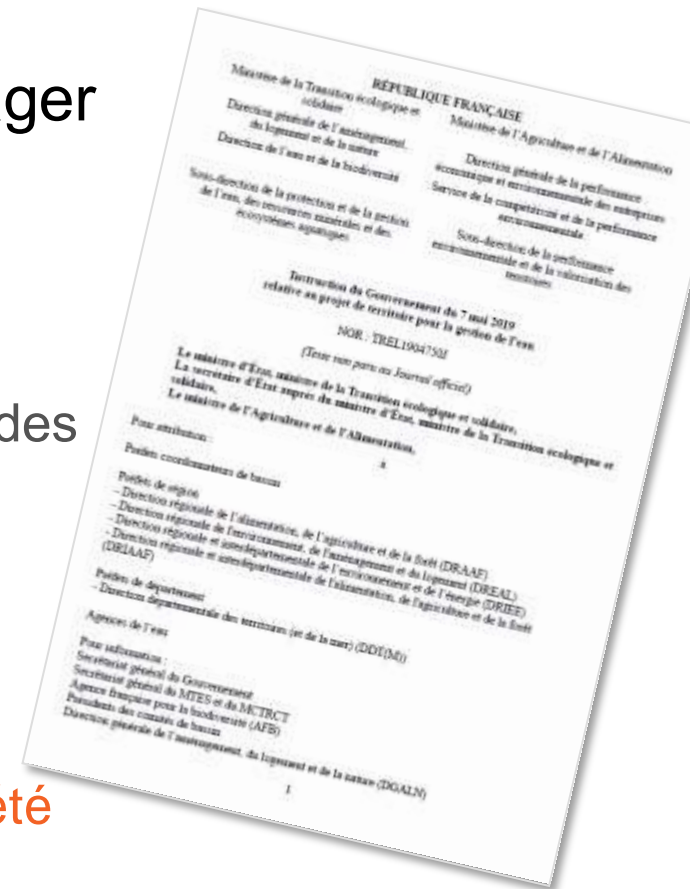 ger
des
eté
RÉPUBLIQUE FRANÇAISE
Ministère de la Transition écologique et
solidaire
Direction générale de l'aménagement,
du logement et de la nature
Direction de l'eau et de la biodiversité
Sous-direction de la protection et de la gestion
de l'eau, des ressources minérales et des
écosystèmes aquatiques
Ministère de l'Agriculture et de l'Alimentation
Direction générale de la performance
économique et environnementale des entreprises
Service de la compétitivité et de la performance
environnementale
Sous-direction de la performance
environnementale et de la valorisation des
territoires
Instruction du Gouvernement du 7 mai 2019
relative au projet de territoire pour la gestion de l'eau
NOR : TREL1904750J
(Texte non paru au Journal officiel)
Le ministre d'État, ministre de la Transition écologique et solidaire,
La secrétaire d'État auprès du ministre d'État, ministre de la Transition écologique et
solidaire,
Le ministre de l'Agriculture et de l'Alimentation,
à
Pour attribution :
Préfets coordonnateurs de bassin
Préfets de région
- Direction régionale de l'alimentation, de l'agriculture et de la forêt (DRAAF)
- Direction régionale de l'environnement, de l'aménagement et du logement (DREAL)
- Direction régionale et interdépartementale de l'environnement et de l'énergie (DRIEE)
- Direction régionale et interdépartementale de l'alimentation, de l'agriculture et de la forêt
(DRIAAF)
Préfets de département
- Direction départementale des territoires (et de la mer) (DDT(M))
Agences de l'eau
Pour information :
Secrétariat général du Gouvernement
Secrétariat général du MTES et du MCTRCT
Agence française pour la biodiversité (AFB)
Présidents des comités de bassin
Direction générale de l'aménagement, du logement et de la nature (DGALN)
1